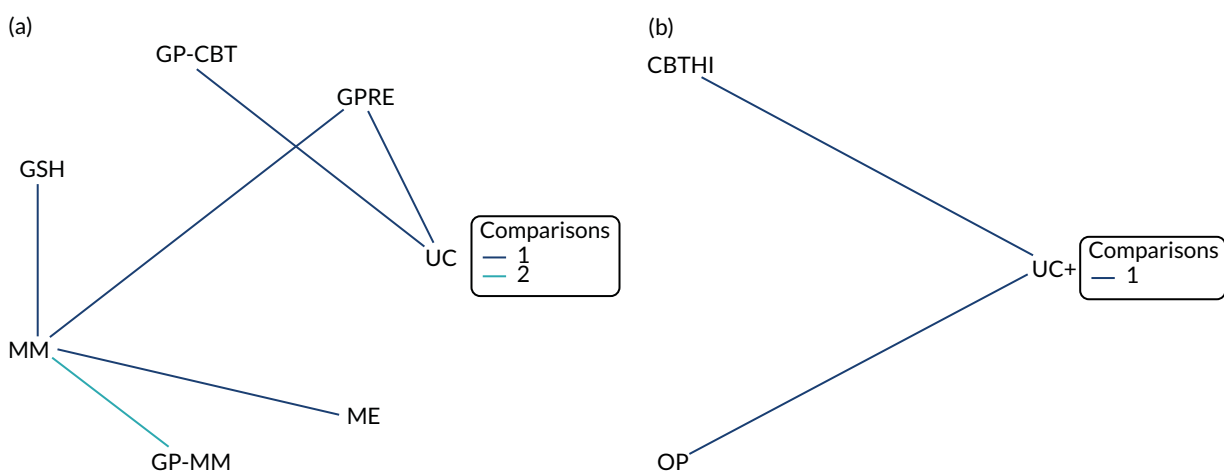 (a)
GP-CBT
GPRE
GSH
UC
Comparisons
1
2
MM
ME
GP-MM
(b)
CBTHI
UC+
Comparisons
1
OP